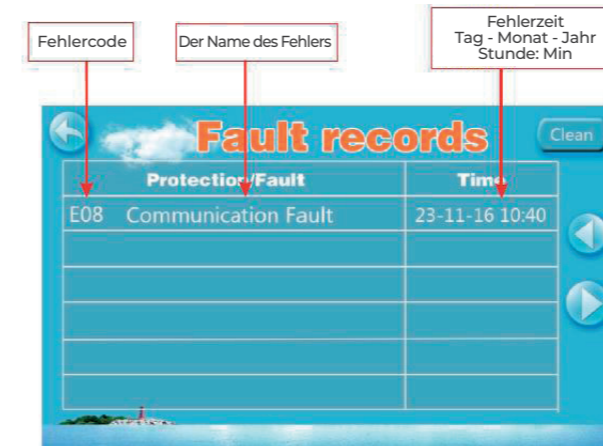 Fehlercode
Der Name des Fehlers
Fehlerzeit
Tag - Monat - Jahr
Stunde: Min
Fault records
Clean
Protection/Fault Time
E08 Communication Fault 23-11-16 10:40